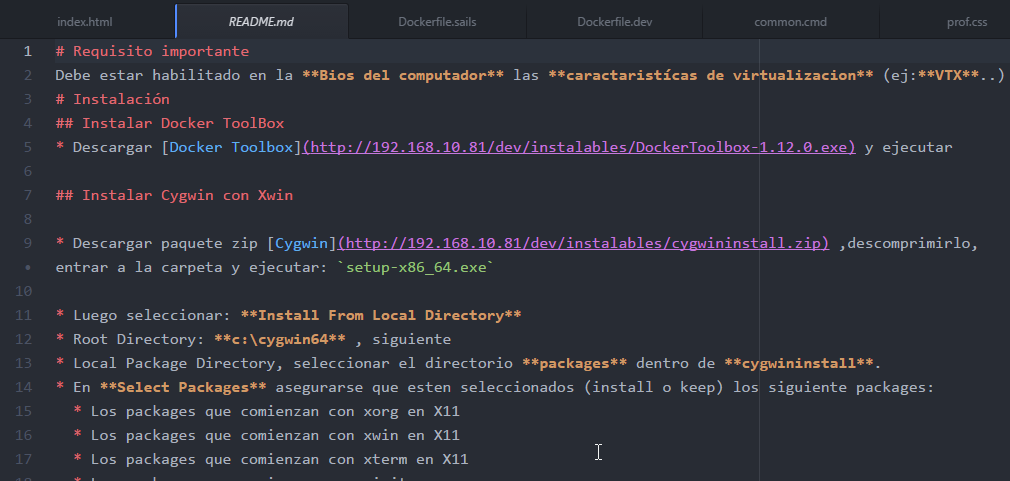 index.html README.md Dockerfile.sails Dockerfile.dev common.cmd prof.css
1 # Requisito importante
2 Debe estar habilitado en la **Bios del computador** las **caractaristícas de virtualizacion** (ej:**VTX**..)
3 # Instalación
4 ## Instalar Docker ToolBox
5 * Descargar [Docker Toolbox](http://192.168.10.81/dev/instalables/DockerToolbox-1.12.0.exe) y ejecutar
6
7 ## Instalar Cygwin con Xwin
8
9 * Descargar paquete zip [Cygwin](http://192.168.10.81/dev/instalables/cygwininstall.zip) ,descomprimirlo,
• entrar a la carpeta y ejecutar: `setup-x86_64.exe`
10
11 * Luego seleccionar: **Install From Local Directory**
12 * Root Directory: **c:\cygwin64** , siguiente
13 * Local Package Directory, seleccionar el directorio **packages** dentro de **cygwininstall**.
14 * En **Select Packages** asegurarse que esten seleccionados (install o keep) los siguiente packages:
15 * Los packages que comienzan con xorg en X11
16 * Los packages que comienzan con xwin en X11
17 * Los packages que comienzan con xterm en X11